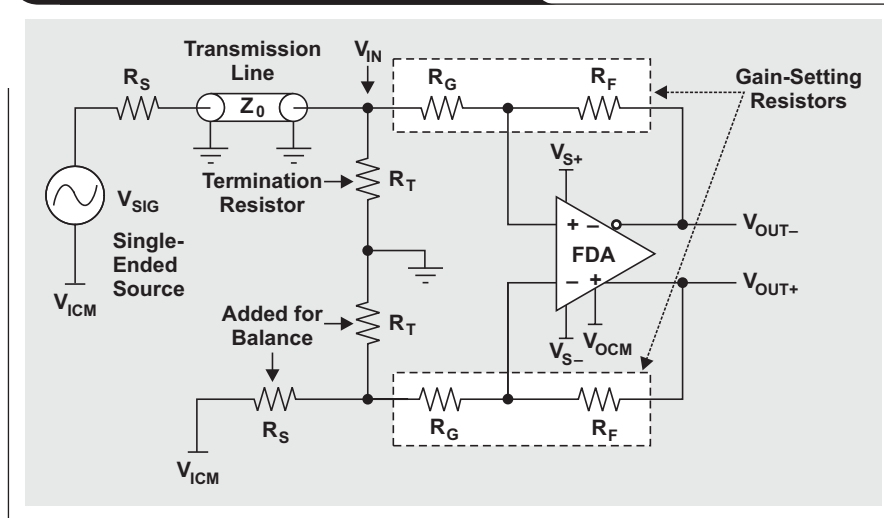 Transmission
Line
V_IN
R_S
Z_0
R_G
R_F
Gain-Setting
Resistors
V_S+
Termination
Resistor
R_T
V_SIG
Single-
Ended
Source
V_ICM
+ –
FDA
– +
V_OUT–
V_OUT+
Added for
Balance
R_T
V_S–
V_OCM
R_S
R_G
R_F
V_ICM